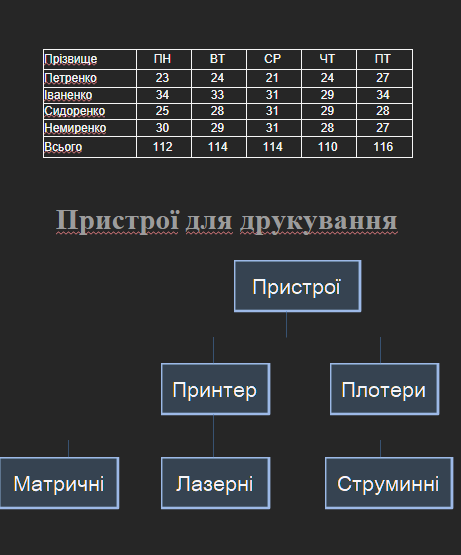 Прізвище ПН ВТ СР ЧТ ПТ
Петренко 23 24 21 24 27
Іваненко 34 33 31 29 34
Сидоренко 25 28 31 29 28
Немиренко 30 29 31 28 27
Всього 112 114 114 110 116
Пристрої для друкування
Пристрої
Принтер Плотери
Матричні Лазерні Струминні